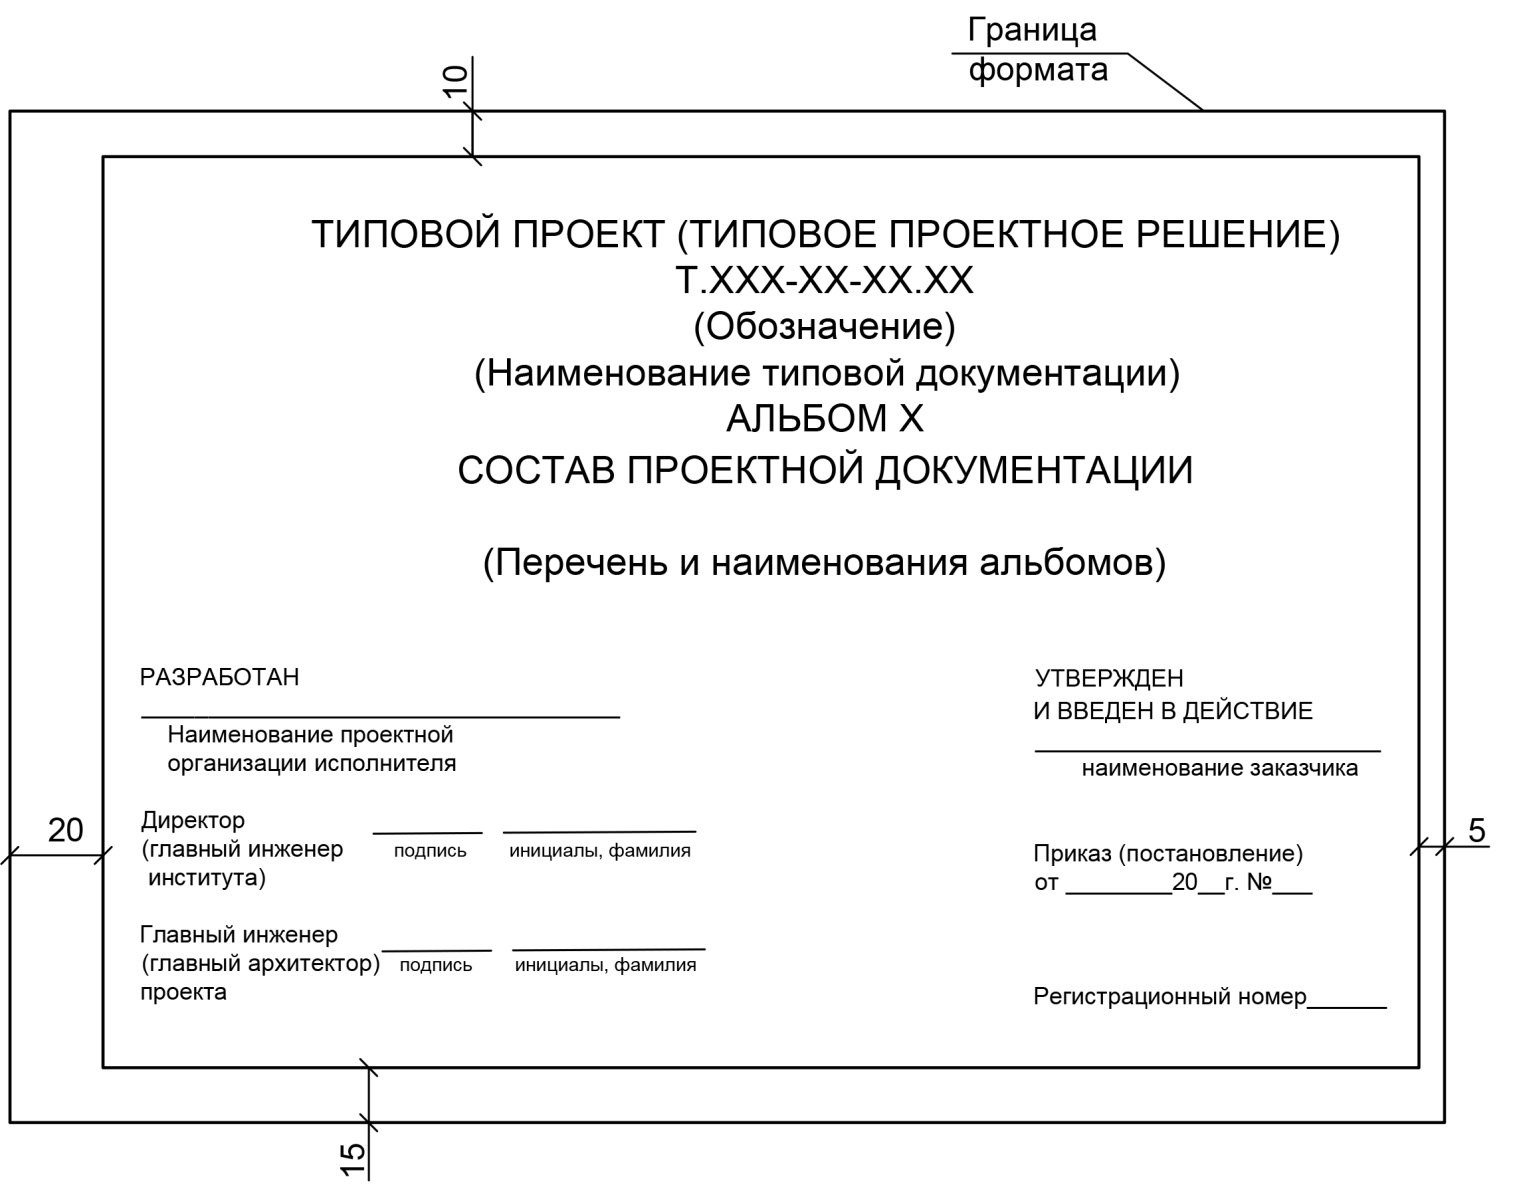 Граница
формата
10
ТИПОВОЙ ПРОЕКТ (ТИПОВОЕ ПРОЕКТНОЕ РЕШЕНИЕ)
Т.ХХХ-ХХ-ХХ.ХХ
(Обозначение)
(Наименование типовой документации)
АЛЬБОМ Х
СОСТАВ ПРОЕКТНОЙ ДОКУМЕНТАЦИИ
(Перечень и наименования альбомов)
РАЗРАБОТАН
Наименование проектной
организации исполнителя
Директор
(главный инженер
института)
подпись инициалы, фамилия
Главный инженер
(главный архитектор)
проекта
подпись инициалы, фамилия
УТВЕРЖДЕН
И ВВЕДЕН В ДЕЙСТВИЕ
наименование заказчика
Приказ (постановление)
от ________20__г. №___
Регистрационный номер______
20
5
15